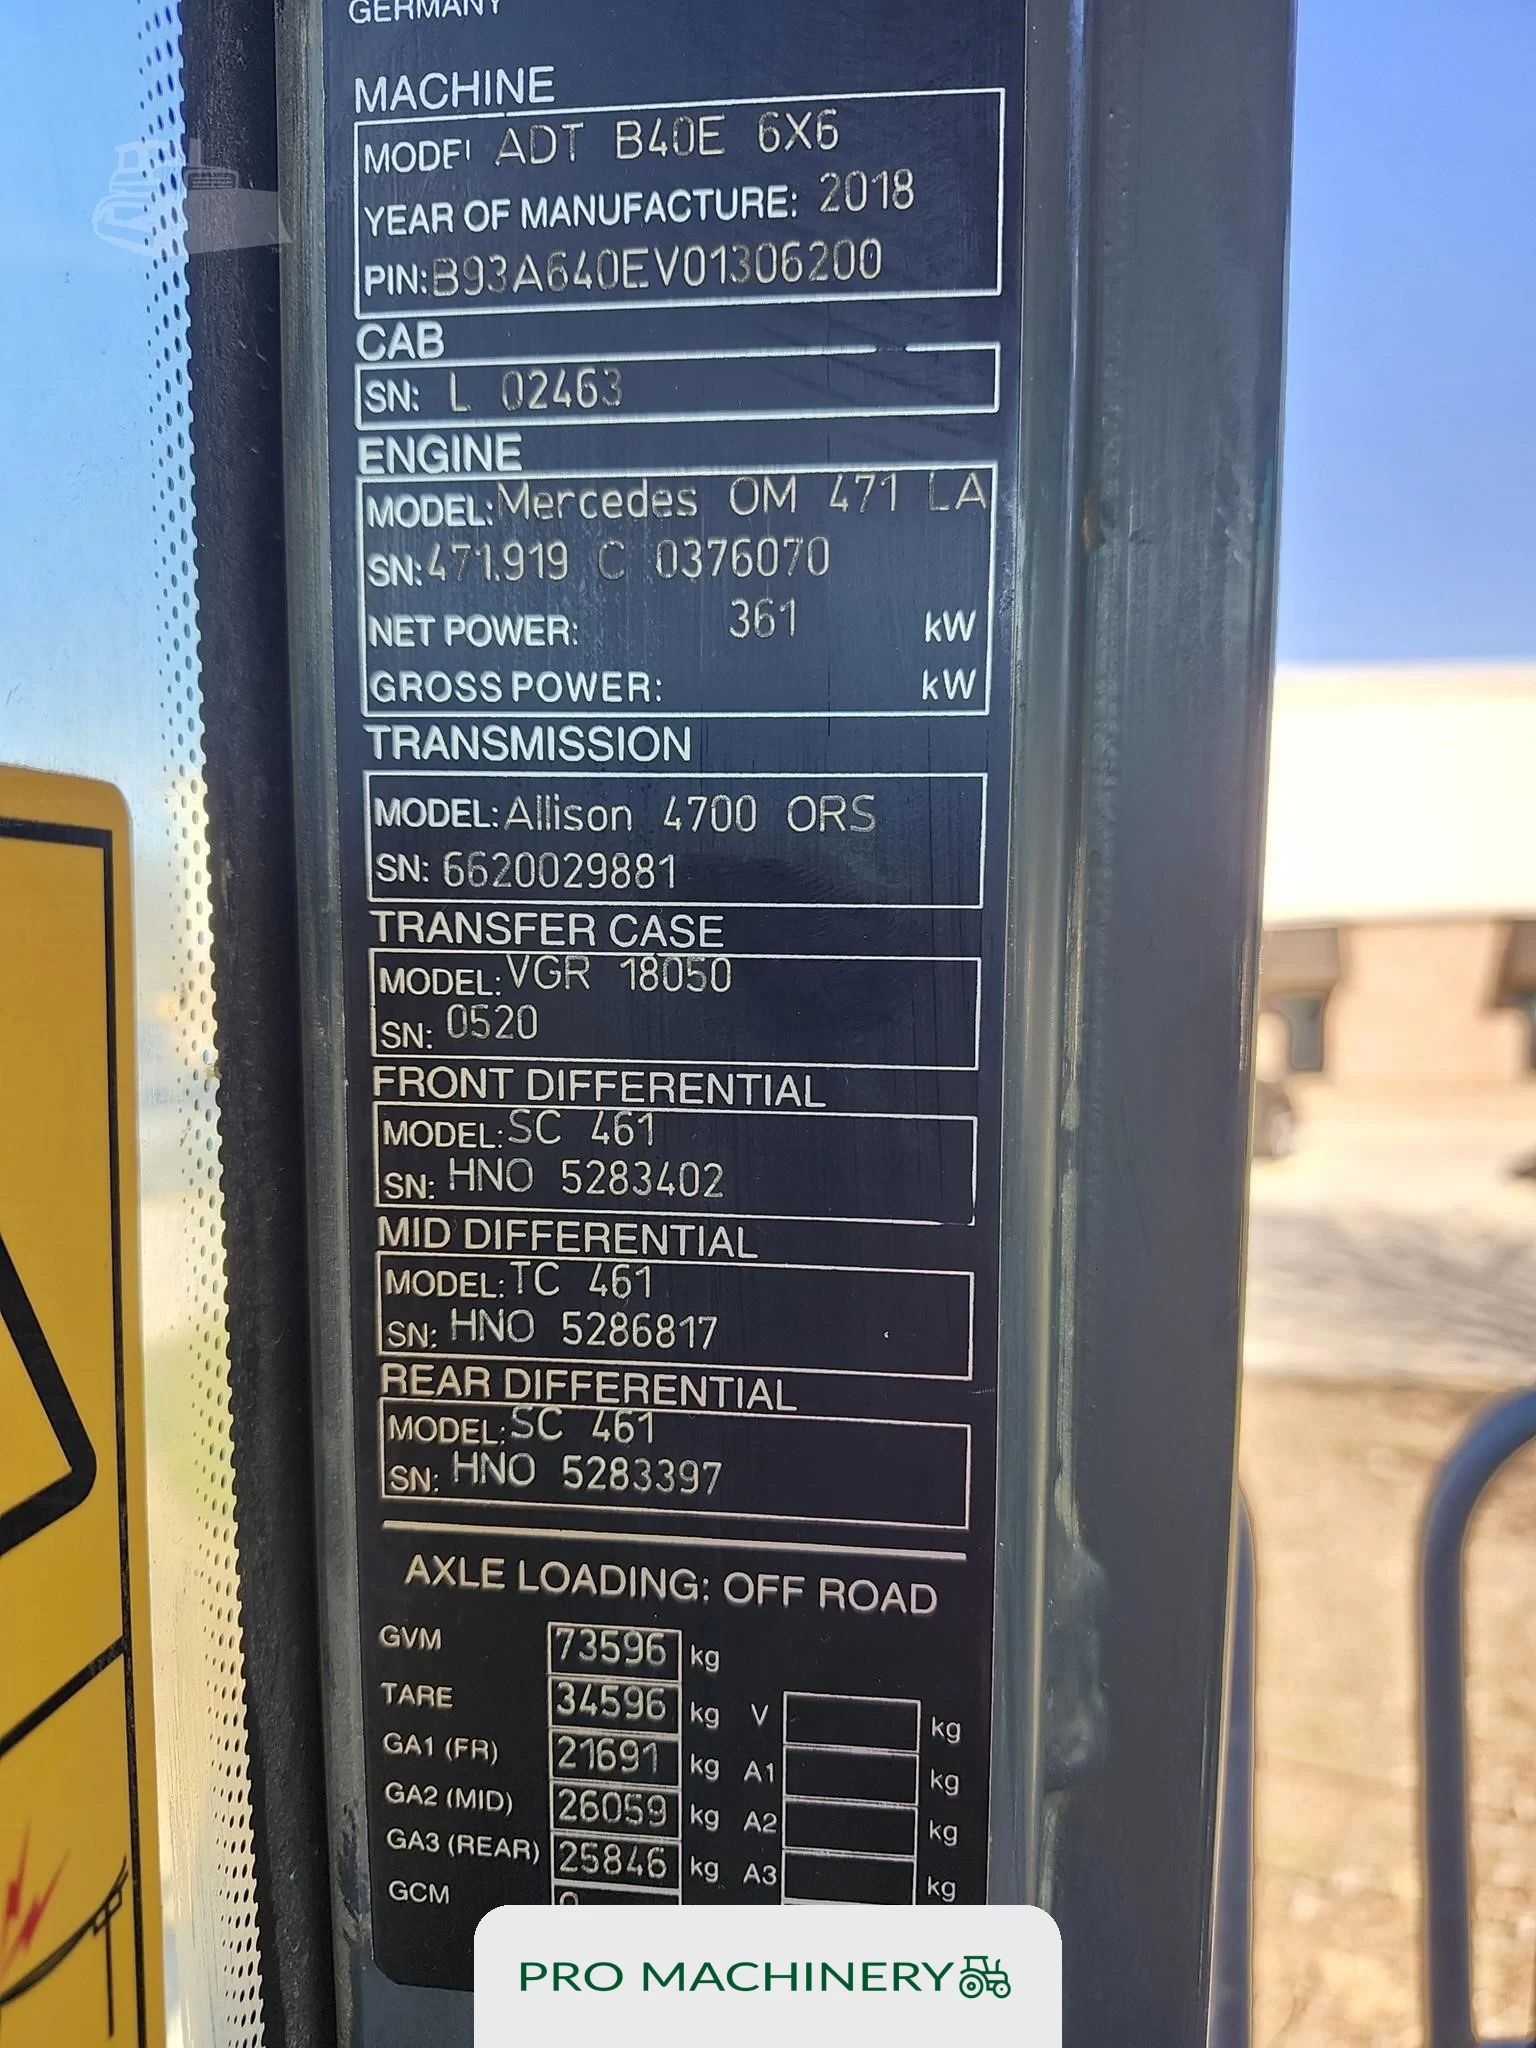 GERMANY
MACHINE
MODEL ADT B40E 6X6
YEAR OF MANUFACTURE: 2018
PIN: B93A640EV01306200
CAB
SN: L 02463
ENGINE
MODEL: Mercedes OM 471 LA
SN: 471.919 C 0376070
NET POWER: 361 kW
GROSS POWER: kW
TRANSMISSION
MODEL: Allison 4700 ORS
SN: 6620029881
TRANSFER CASE
MODEL: VGR 18050
SN: 0520
FRONT DIFFERENTIAL
MODEL: SC 461
SN: HNO 5283402
MID DIFFERENTIAL
MODEL: TC 461
SN: HNO 5286817
REAR DIFFERENTIAL
MODEL: SC 461
SN: HNO 5283397
AXLE LOADING: OFF ROAD
GVM 73596 kg
TARE 34596 kg V kg
GA1 (FR) 21691 kg A1 kg
GA2 (MID) 26059 kg A2 kg
GA3 (REAR) 25846 kg A3 kg
GCM
PRO MACHINERY